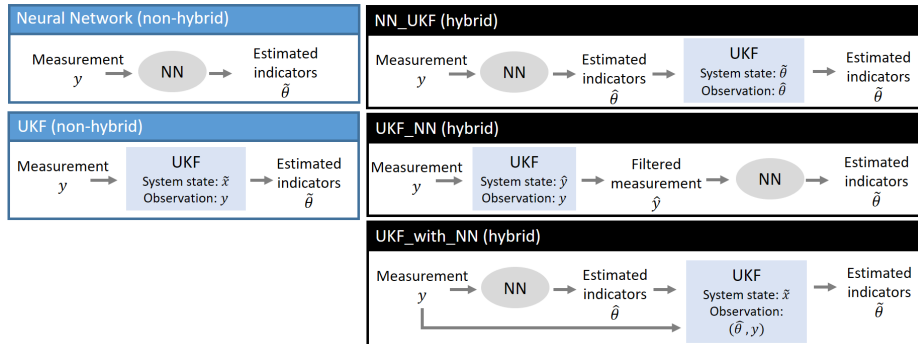 Neural Network (non-hybrid)
Measurement
y
NN
Estimated
indicators
θ̃
UKF (non-hybrid)
Measurement
y
UKF
System state: x̃
Observation: y
Estimated
indicators
θ̃
NN_UKF (hybrid)
Measurement
y
NN
Estimated
indicators
θ̂
UKF
System state: θ̃
Observation: θ̂
Estimated
indicators
θ̃
UKF_NN (hybrid)
Measurement
y
UKF
System state: ŷ
Observation: y
Filtered
measurement
ŷ
NN
Estimated
indicators
θ̃
UKF_with_NN (hybrid)
Measurement
y
NN
Estimated
indicators
θ̂
UKF
System state: x̃
Observation:
(θ̂ , y)
Estimated
indicators
θ̃